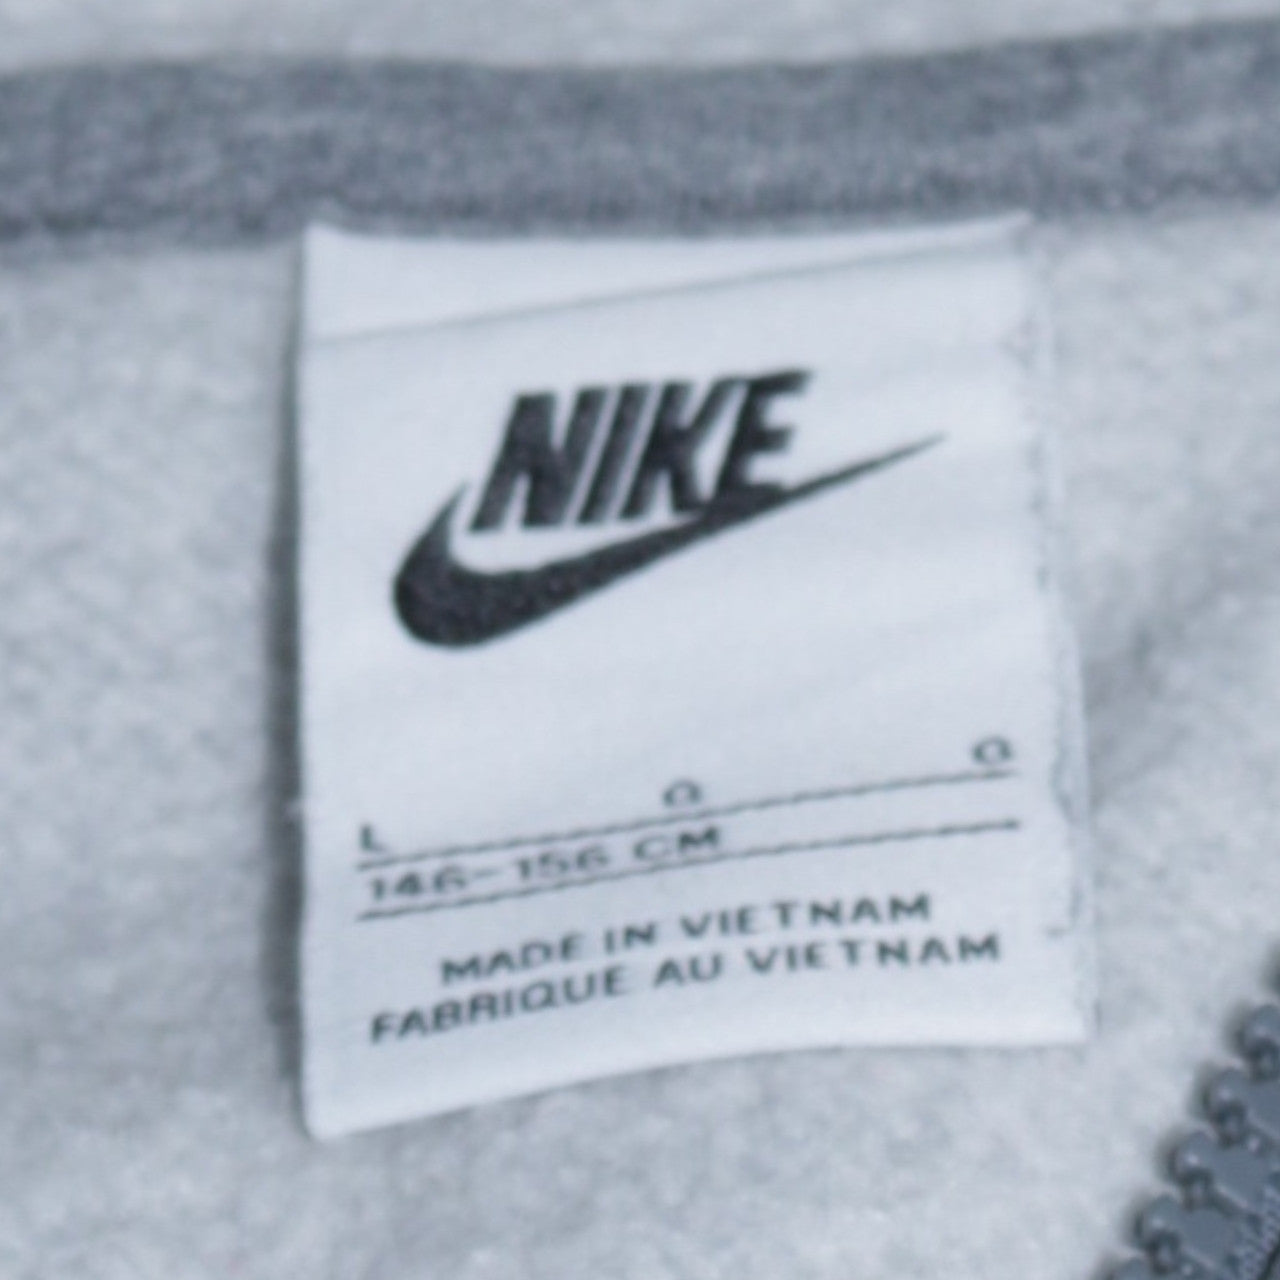 NIKE
L G G
146-156 CM
MADE IN VIETNAM
FABRIQUE AU VIETNAM